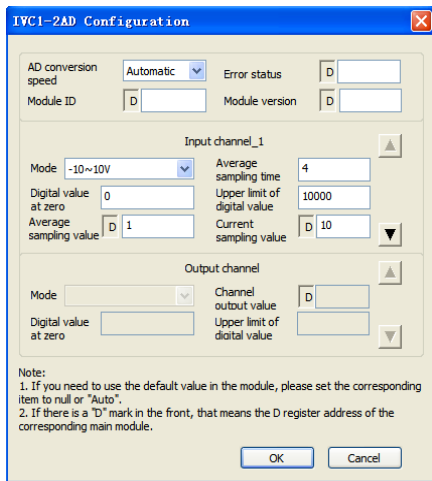 IVC1-2AD Configuration
AD conversion speed Automatic Error status D
Module ID D Module version D
Input channel_1
Mode -10~10V Average sampling time 4
Digital value at zero 0 Upper limit of digital value 10000
Average sampling value D 1 Current sampling value D 10
Output channel
Mode Channel output value D
Digital value at zero Upper limit of digital value
Note:
1. If you need to use the default value in the module, please set the corresponding
item to null or "Auto".
2. If there is a "D" mark in the front, that means the D register address of the
corresponding main module.
OK Cancel